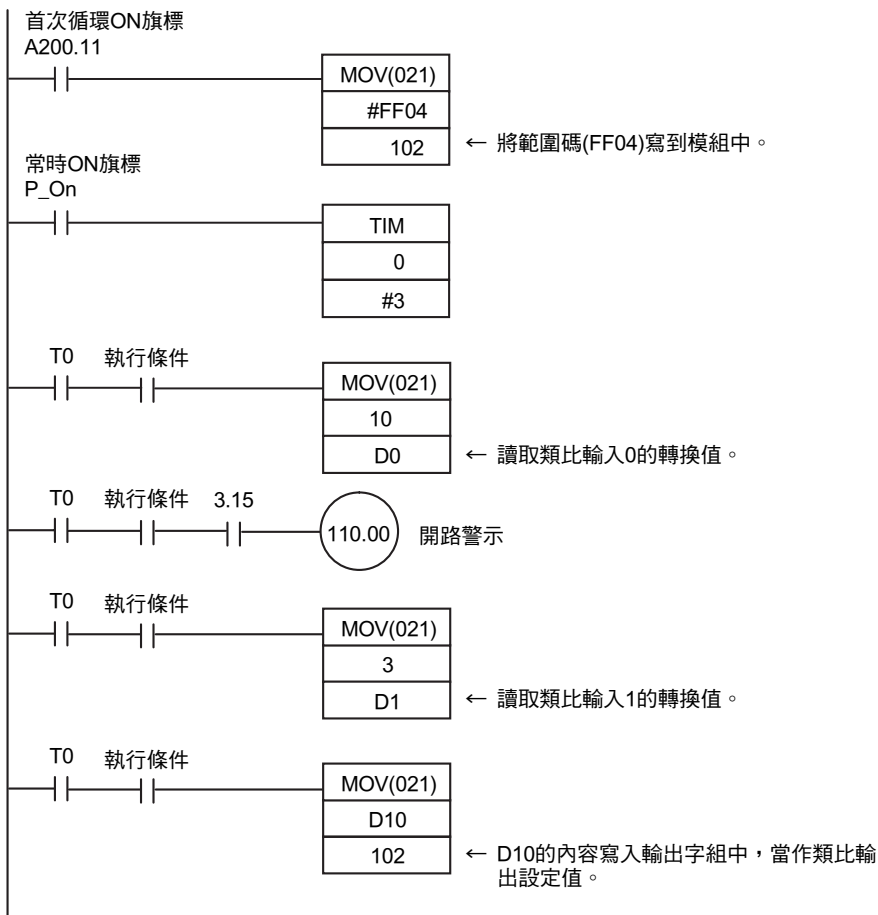 首次循環ON旗標
A200.11
MOV(021)
#FF04
102
← 將範圍碼(FF04)寫到模組中。
常時ON旗標
P_On
TIM
0
#3
T0 執行條件
MOV(021)
10
D0
← 讀取類比輸入0的轉換值。
T0 執行條件 3.15
110.00
開路警示
T0 執行條件
MOV(021)
3
D1
← 讀取類比輸入1的轉換值。
T0 執行條件
MOV(021)
D10
102
← D10的內容寫入輸出字組中，當作類比輸
出設定值。